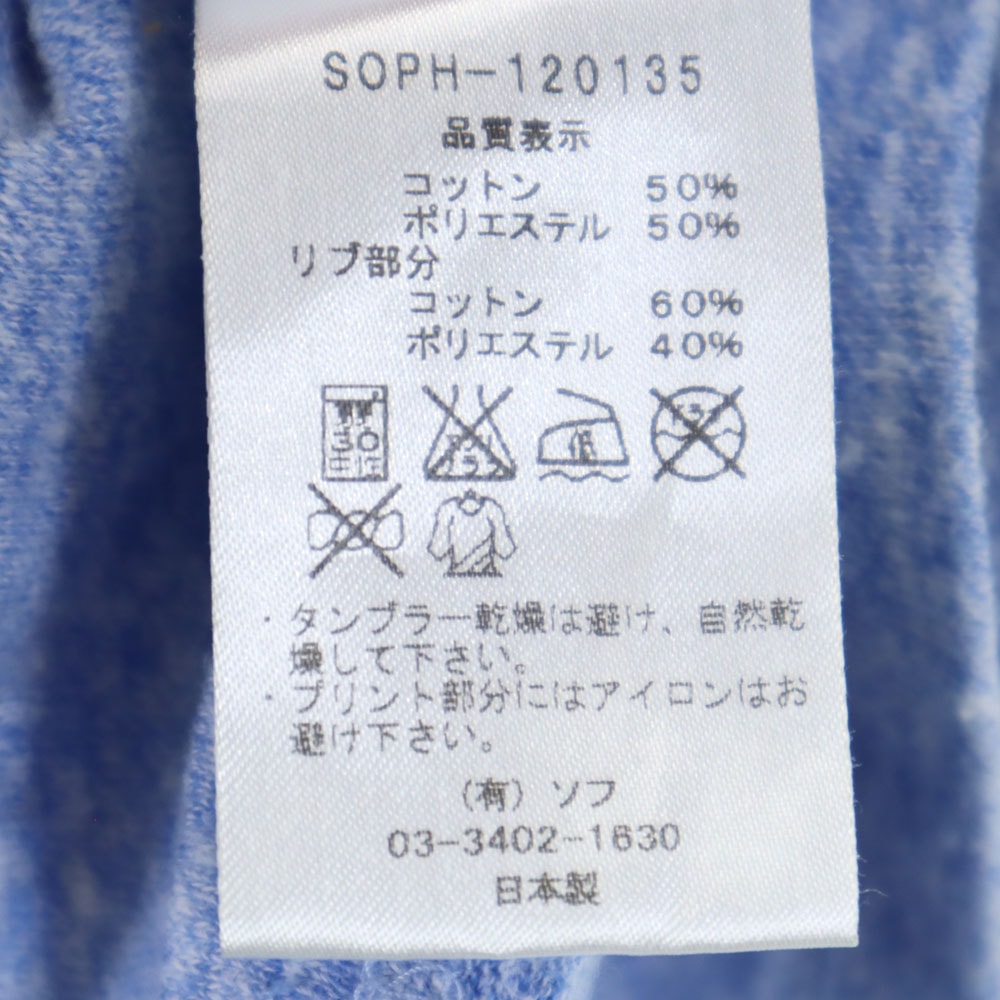 SOPH-120135
品質表示
コットン 50%
ポリエステル 50%
リブ部分
コットン 60%
ポリエステル 40%
30
低
・タンブラー乾燥は避け、自然乾
燥して下さい。
・プリント部分にはアイロンはお
避け下さい。
(有) ソフ
03-3402-1630
日本製